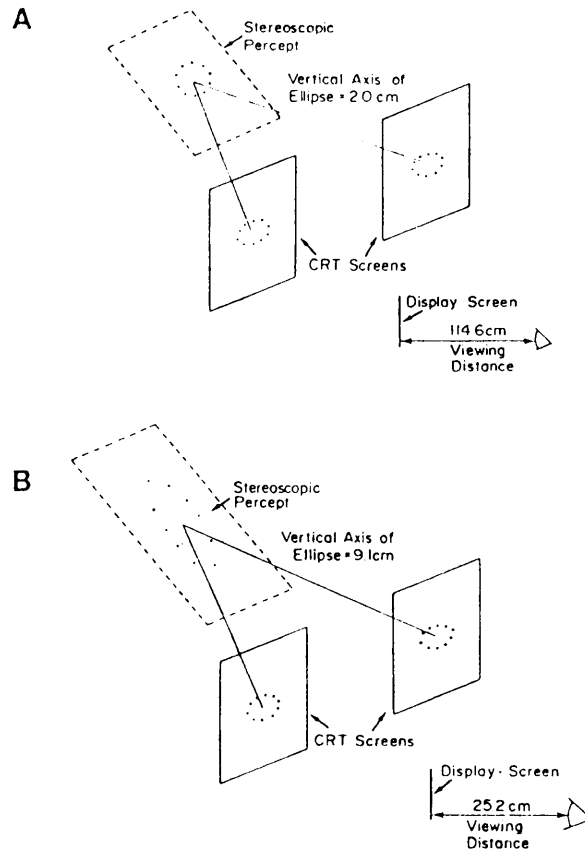 A
Stereoscopic
Percept
Vertical Axis of
Ellipse = 2.0 cm
CRT Screens
Display Screen
114.6cm
Viewing
Distance
B
Stereoscopic
Percept
Vertical Axis of
Ellipse = 9.1cm
CRT Screens
Display Screen
25.2 cm
Viewing
Distance